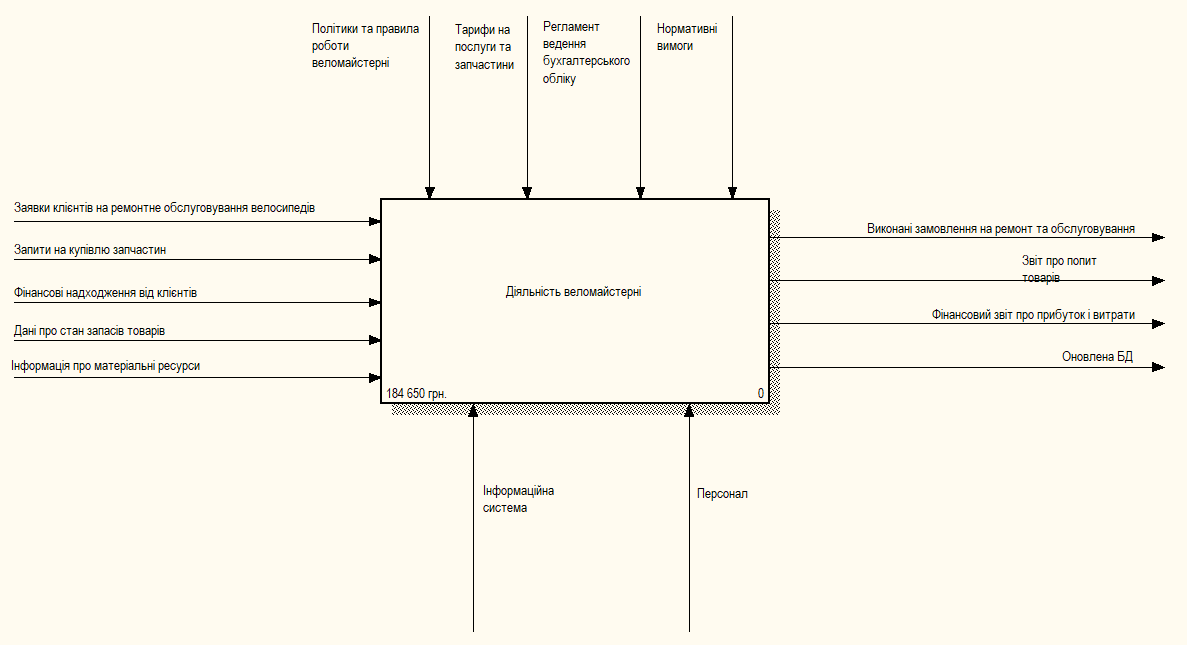 Політики та правила
роботи
веломайстерні
Тарифи на
послуги та
запчастини
Регламент
ведення
бухгалтерського
обліку
Нормативні
вимоги
Заявки клієнтів на ремонтне обслуговування велосипедів
Запити на купівлю запчастин
Фінансові надходження від клієнтів
Дані про стан запасів товарів
Інформація про матеріальні ресурси
Діяльність веломайстерні
184 650 грн.
0
Виконані замовлення на ремонт та обслуговування
Звіт про попит
товарів
Фінансовий звіт про прибуток і витрати
Оновлена БД
Інформаційна
система
Персонал